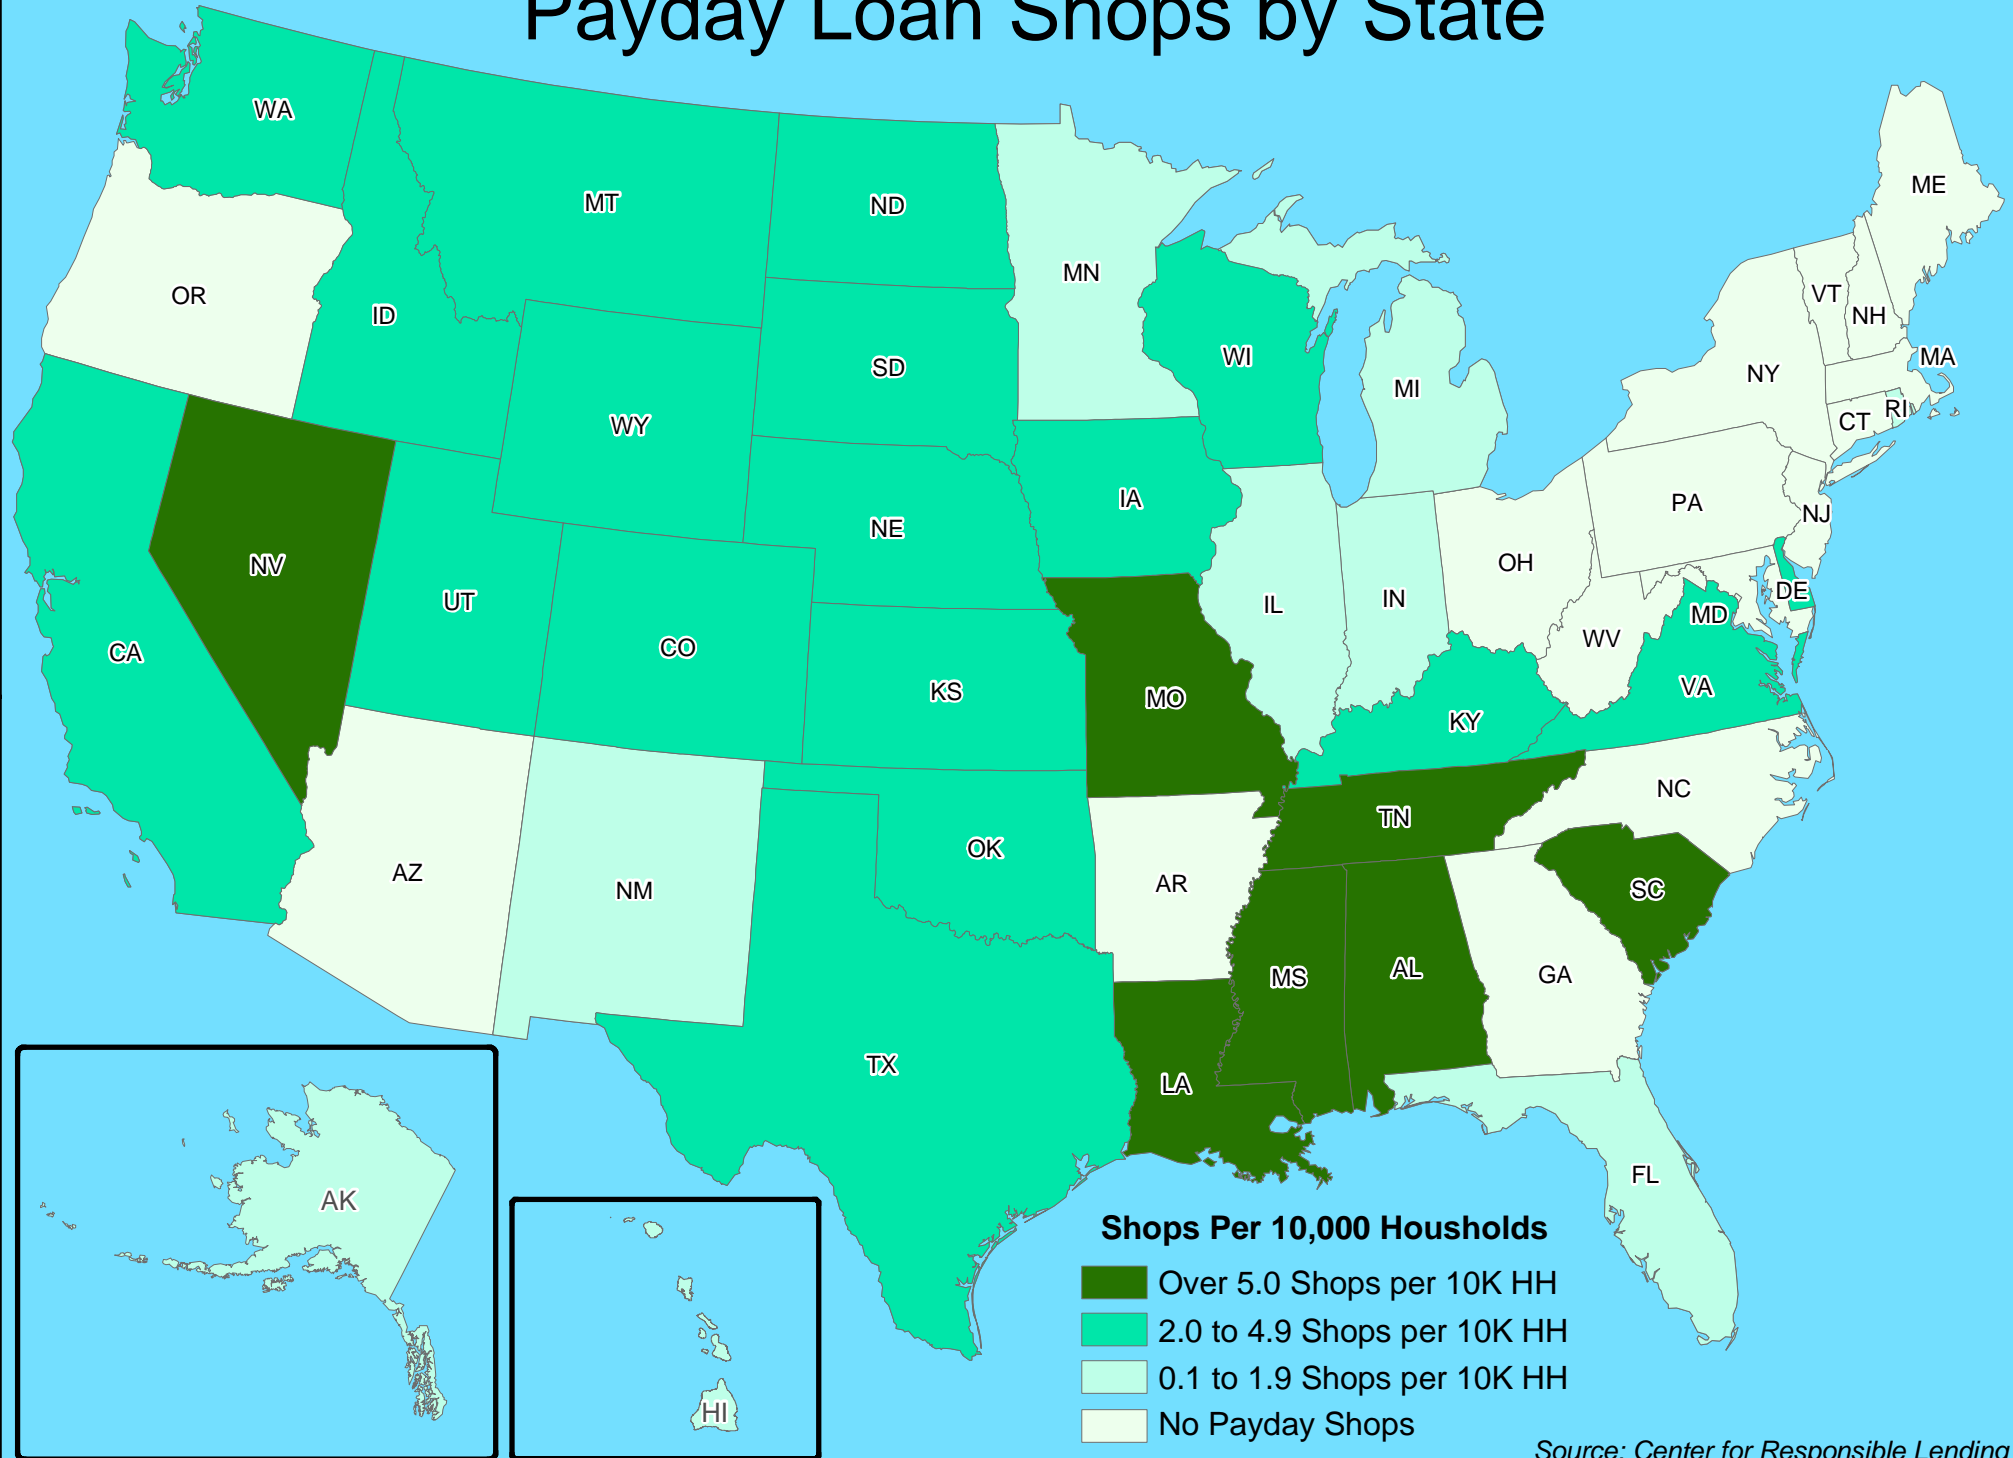 Payday Loan Shops by State
WA
MT
ND
ME
OR
ID
MN
VT
NH
SD
WI
MA
NY
MI
WY
RI
CT
IA
PA
NE
NJ
NV
OH
UT
IL
IN
DE
MD
CA
CO
WV
KS
MO
VA
KY
NC
TN
OK
AZ
NM
AR
SC
MS
AL
GA
TX
LA
FL
AK
HI
Shops Per 10,000 Housholds
Over 5.0 Shops per 10K HH
2.0 to 4.9 Shops per 10K HH
0.1 to 1.9 Shops per 10K HH
No Payday Shops
Source: Center for Responsible Lending